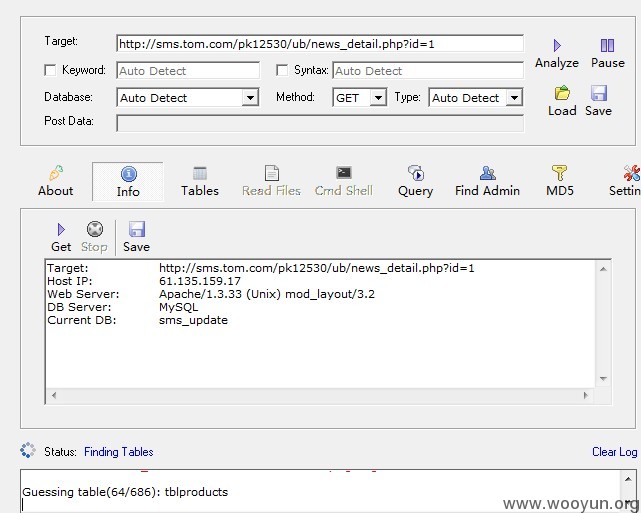 Target: http://sms.tom.com/pk12530/ub/news_detail.php?id=1
Keyword: Auto Detect Syntax: Auto Detect
Analyze Pause
Database: Auto Detect Method: GET Type: Auto Detect
Load Save
Post Data:
About Info Tables Read Files Cmd Shell Query Find Admin MD5 Settin
Get Stop Save
Target: http://sms.tom.com/pk12530/ub/news_detail.php?id=1
Host IP: 61.135.159.17
Web Server: Apache/1.3.33 (Unix) mod_layout/3.2
DB Server: MySQL
Current DB: sms_update
Status: Finding Tables Clear Log
Guessing table(64/686): tblproducts
www.wooyun.org